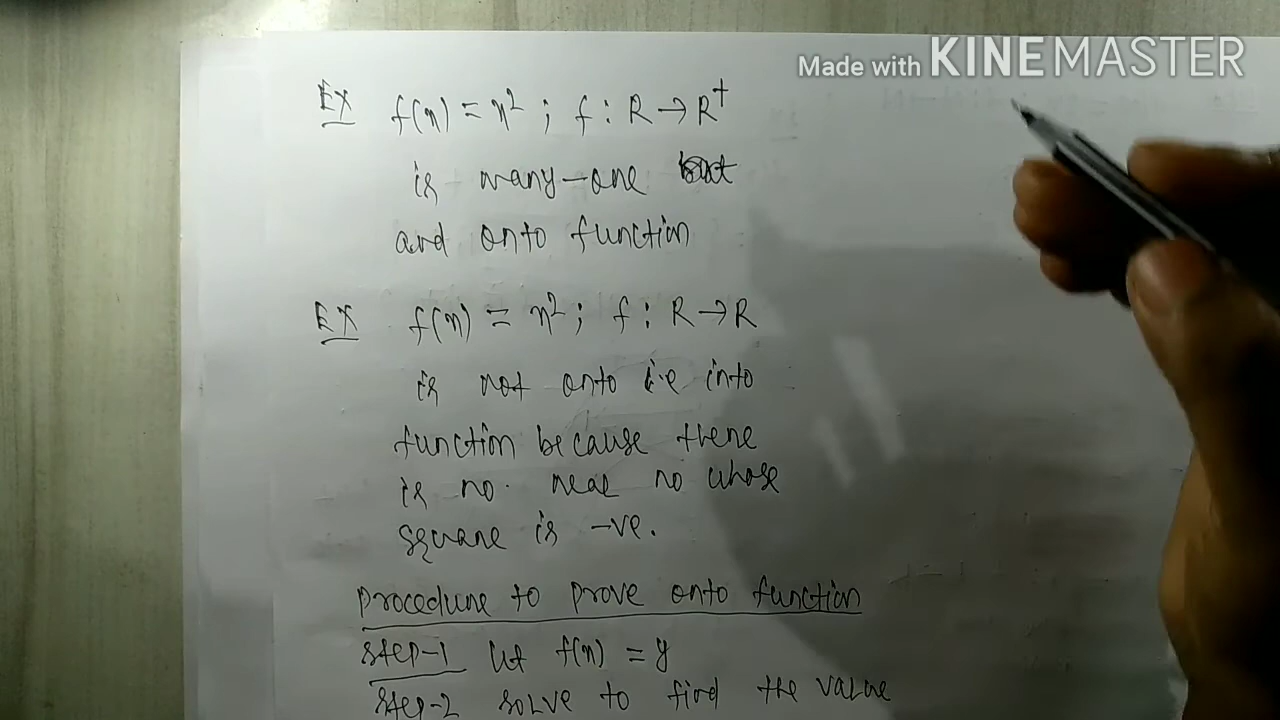 Made with KINEMASTER
Ex f(x) = x² ; f : R → R⁺
is many-one
and onto function
Ex f(x) = x² ; f : R → R
is not onto i.e into
function because there
is no. real no whose
square is -ve.
Procedure to prove onto function
Step-1 let f(x) = y
Step-2 solve to find the value